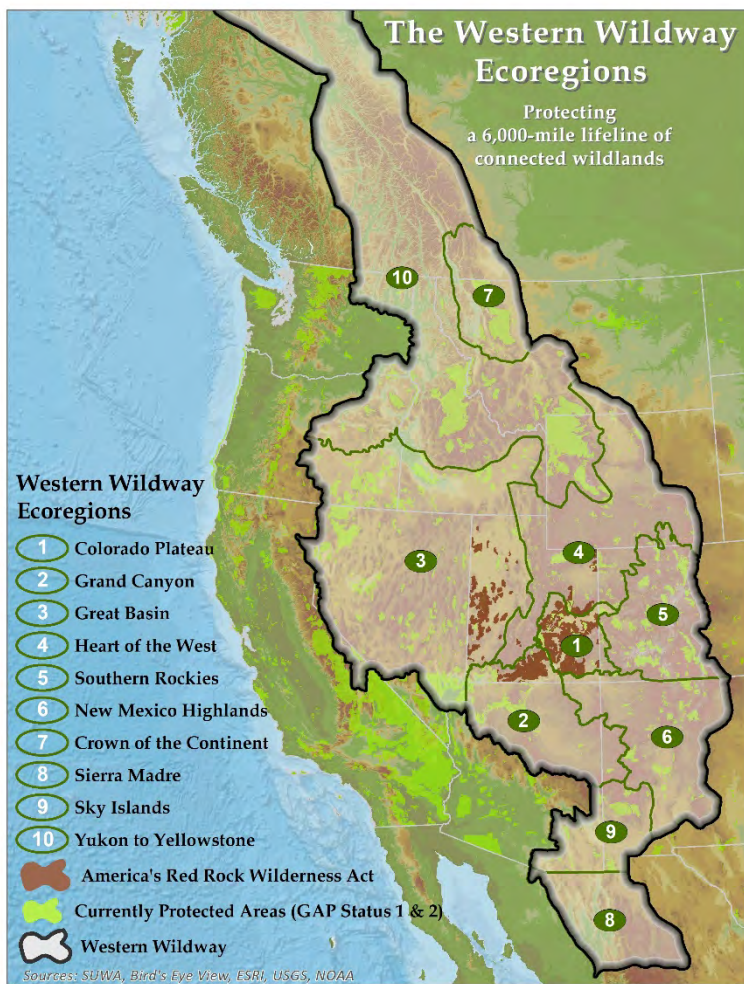 The Western Wildway
Ecoregions
Protecting
a 6,000-mile lifeline of
connected wildlands
10
7
3
4
5
1
2
6
9
8
Western Wildway
Ecoregions
1 Colorado Plateau
2 Grand Canyon
3 Great Basin
4 Heart of the West
5 Southern Rockies
6 New Mexico Highlands
7 Crown of the Continent
8 Sierra Madre
9 Sky Islands
10 Yukon to Yellowstone
America's Red Rock Wilderness Act
Currently Protected Areas (GAP Status 1 & 2)
Western Wildway
Sources: SUWA, Bird's Eye View, ESRI, USGS, NOAA